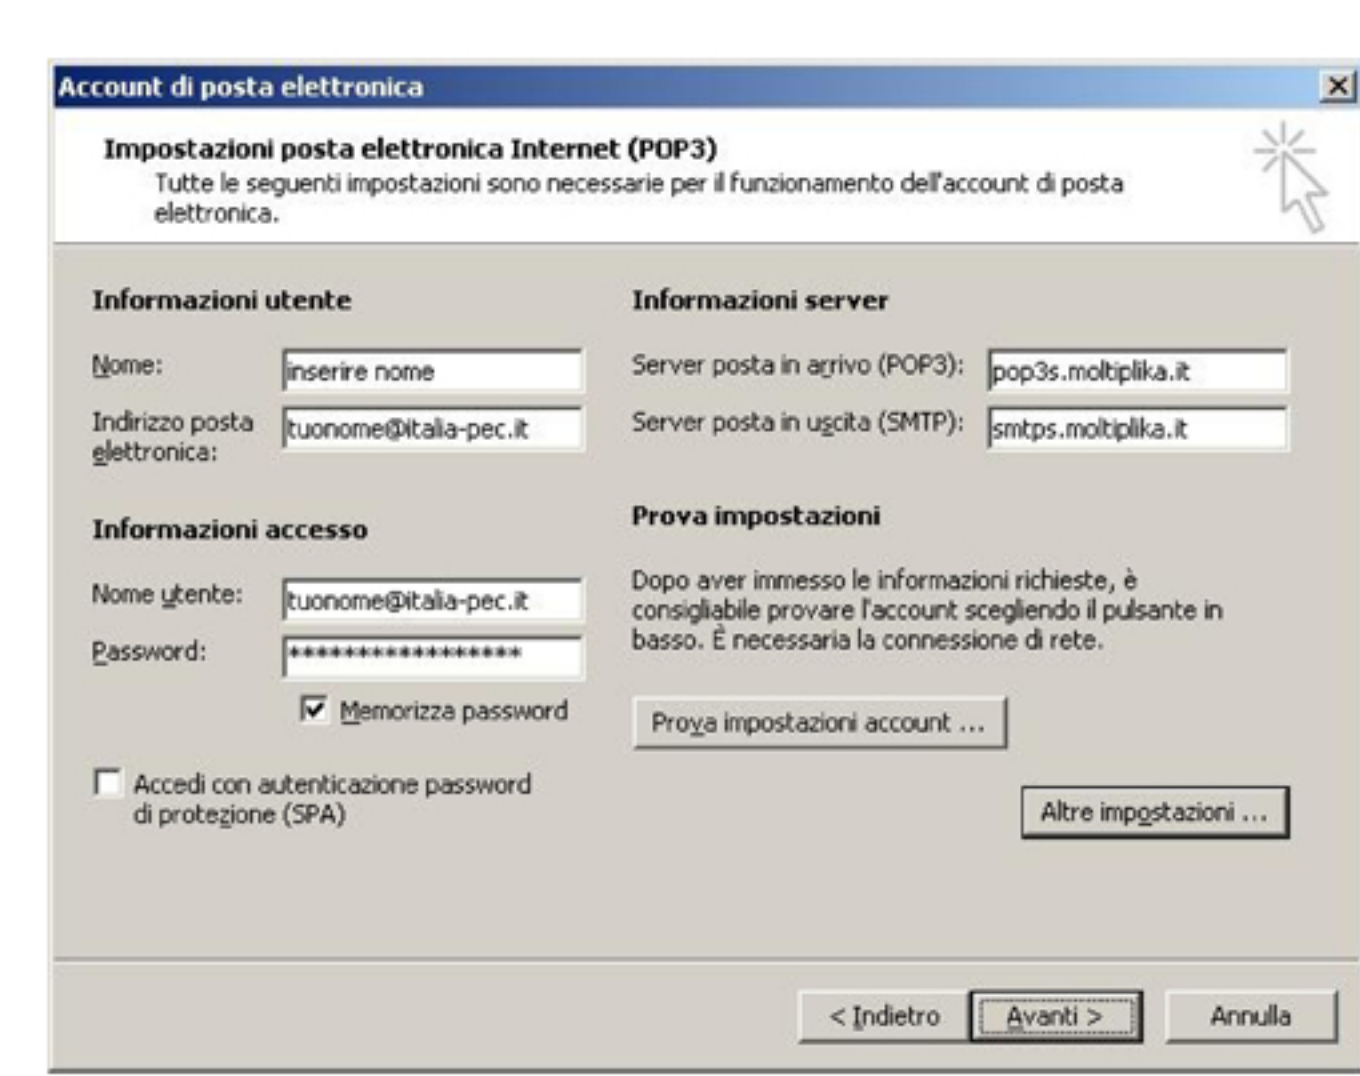 Account di posta elettronica
Impostazioni posta elettronica Internet (POP3)
Tutte le seguenti impostazioni sono necessarie per il funzionamento dell'account di posta
elettronica.
Informazioni utente
Nome:
inserire nome
Indirizzo posta
elettronica:
tuonome@italia-pec.it
Informazioni accesso
Nome utente:
tuonome@italia-pec.it
Password:
*****************
Memorizza password
Accedi con autenticazione password
di protezione (SPA)
Informazioni server
Server posta in arrivo (POP3):
pop3s.moltiplika.it
Server posta in uscita (SMTP):
smtps.moltiplika.it
Prova impostazioni
Dopo aver immesso le informazioni richieste, è
consigliabile provare l'account scegliendo il pulsante in
basso. È necessaria la connessione di rete.
Prova impostazioni account ...
Altre impostazioni ...
< Indietro
Avanti >
Annulla